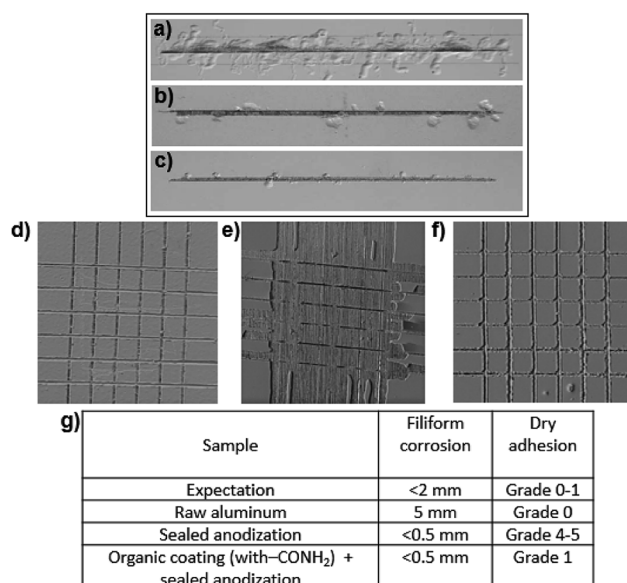 a)
b)
c)
d) e) f)
g)
Sample Filiform corrosion Dry adhesion
Expectation <2 mm Grade 0-1
Raw aluminum 5 mm Grade 0
Sealed anodization <0.5 mm Grade 4-5
Organic coating (with–CONH₂) + <0.5 mm Grade 1
sealed anodization